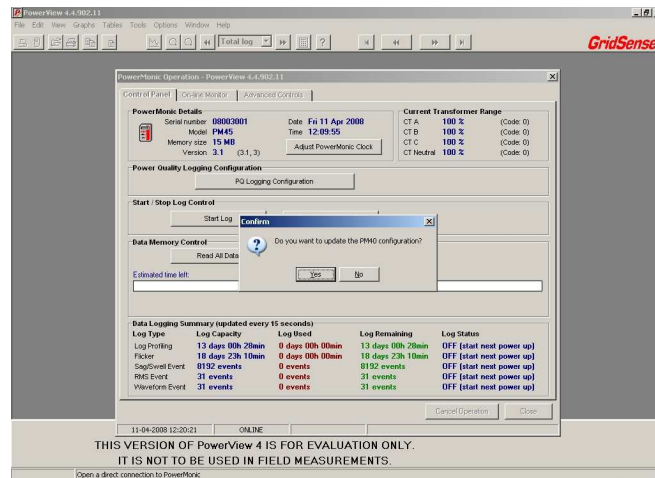 PowerView 4.4.902.11
File Edit View Graphs Tables Tools Options Window Help
Total log
GridSense
PowerMonic Operation - PowerView 4.4.902.11
Control Panel On-line Monitor Advanced Controls
PowerMonic Details
Serial number 08003001 Date Fri 11 Apr 2008
Model PM45 Time 12:09:55
Memory size 15 MB Adjust PowerMonic Clock
Version 3.1 (3.1, 3)
Current Transformer Range
CT A 100 % (Code: 0)
CT B 100 % (Code: 0)
CT C 100 % (Code: 0)
CT Neutral 100 % (Code: 0)
Power Quality Logging Configuration
PQ Logging Configuration
Start / Stop Log Control
Start Log
Confirm
Do you want to update the PM40 configuration?
Yes No
Data Memory Control
Read All Data
Estimated time left:
Data Logging Summary (updated every 15 seconds)
Log Type Log Capacity Log Used Log Remaining Log Status
Log Profiling 13 days 00h 28min 0 days 00h 00min 13 days 00h 28min OFF (start next power up)
Flicker 18 days 23h 10min 0 days 00h 00min 18 days 23h 10min OFF (start next power up)
Sag/Swell Event 8192 events 0 events 8192 events OFF (start next power up)
RMS Event 31 events 0 events 31 events OFF (start next power up)
Waveform Event 31 events 0 events 31 events OFF (start next power up)
Cancel Operation Close
11-04-2008 12:20:21 ONLINE
THIS VERSION OF PowerView 4 IS FOR EVALUATION ONLY.
IT IS NOT TO BE USED IN FIELD MEASUREMENTS.
Open a direct connection to PowerMonic